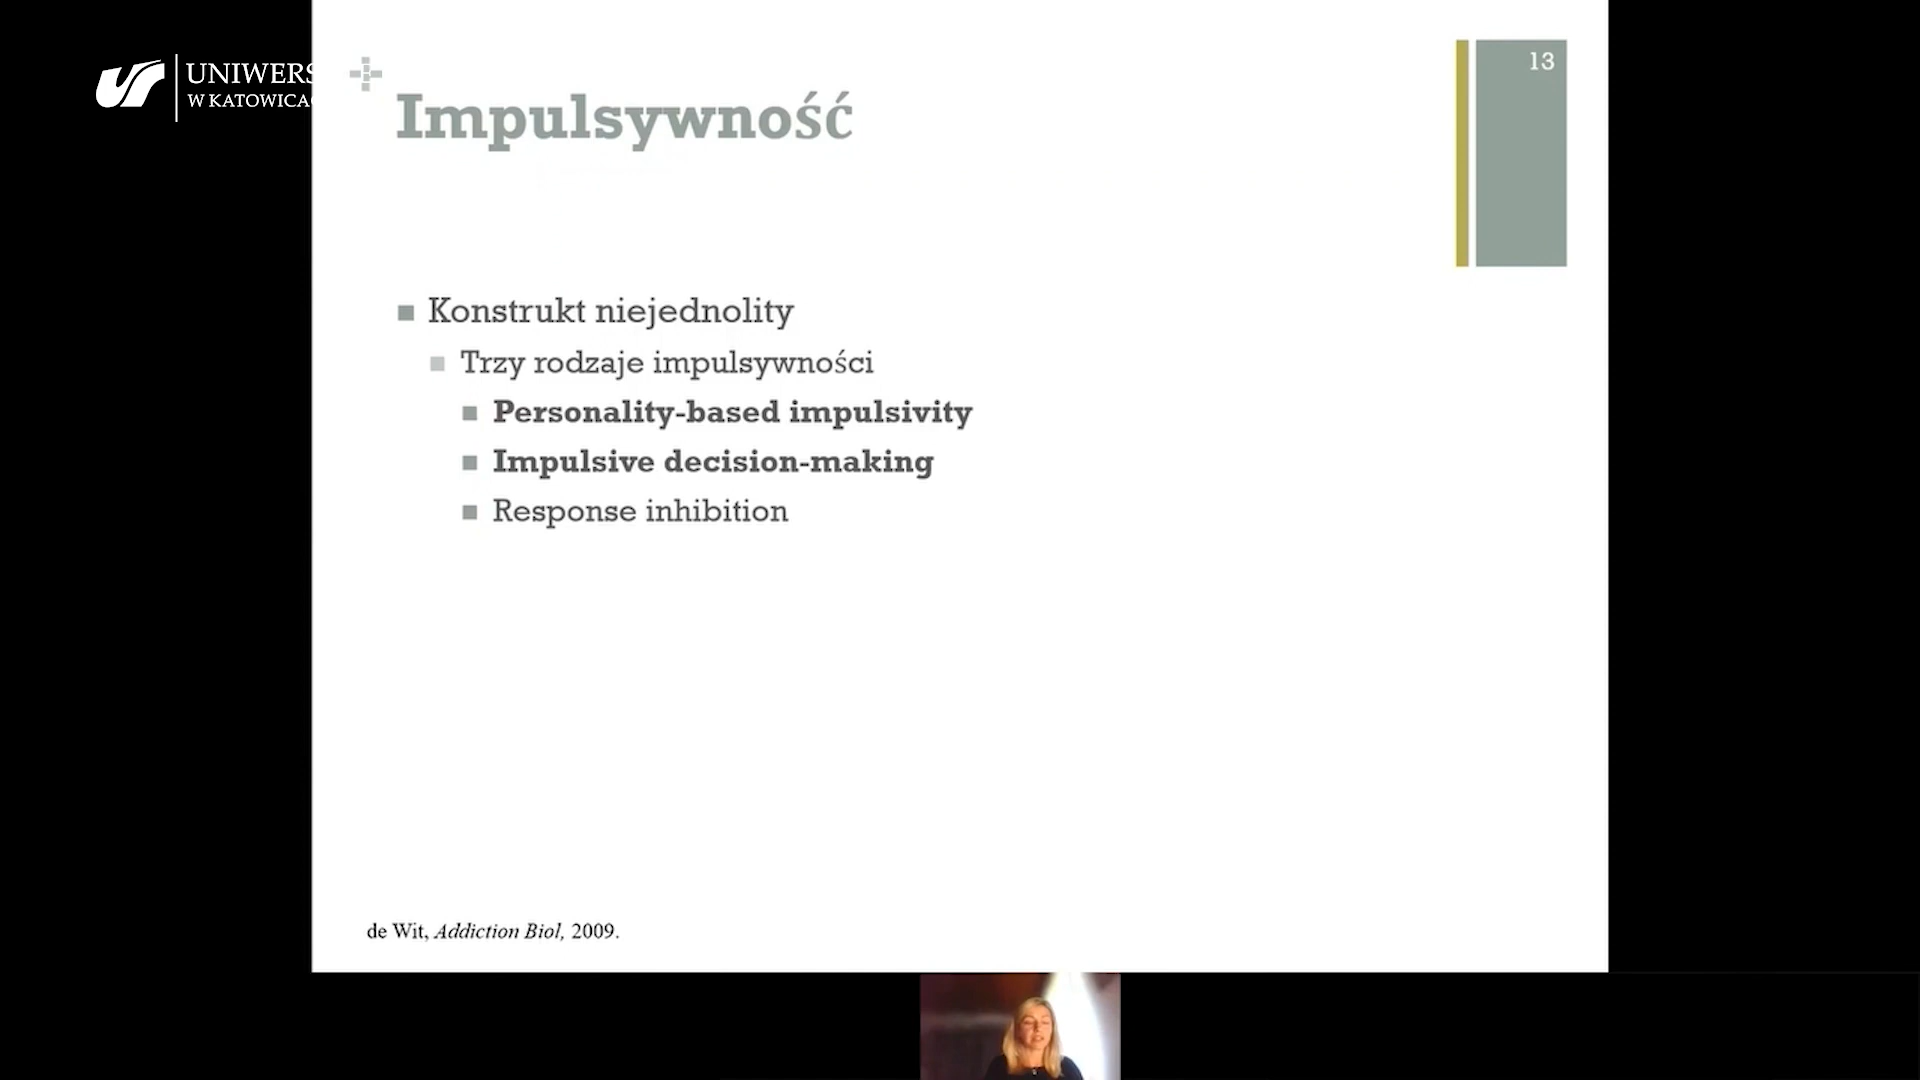 UNIWERS
W KATOWICA
13
Impulsywność
Konstrukt niejednolity
Trzy rodzaje impulsywności
Personality-based impulsivity
Impulsive decision-making
Response inhibition
de Wit, Addiction Biol, 2009.